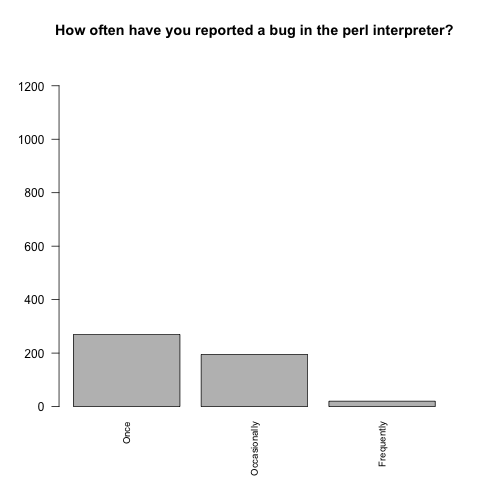 How often have you reported a bug in the perl interpreter?
1200
1000
800
600
400
200
0
Once
Occasionally
Frequently